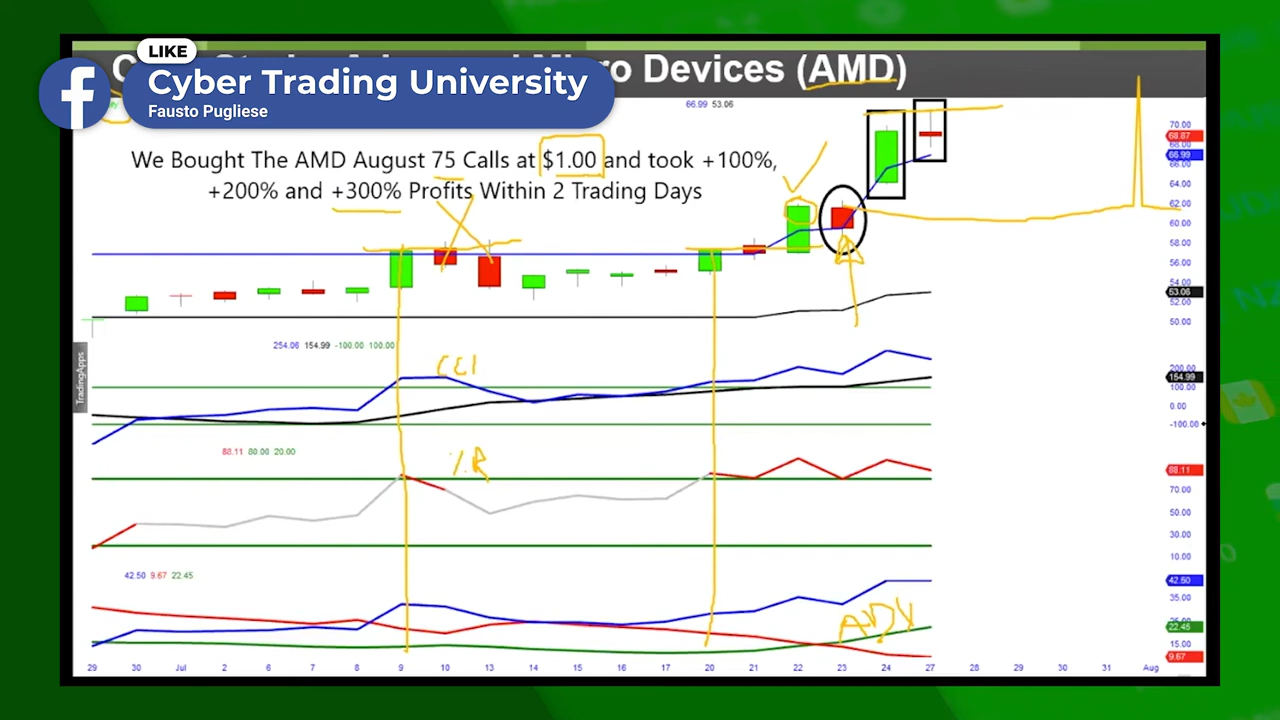 LIKE
Cyber Trading University
Fausto Pugliese
Devices (AMD)
66.99 53.06
We Bought The AMD August 75 Calls at $1.00 and took +100%,
+200% and +300% Profits Within 2 Trading Days
70.00
68.87
68.00
66.99
66.00
64.00
62.00
60.00
58.00
56.00
54.00
53.06
52.00
50.00
TradingApps
254.06 154.99 -100.00 100.00
CCI
200.00
154.99
100.00
0.00
-100.00
88.11 80.00 20.00
%R
88.11
70.00
50.00
30.00
10.00
42.50 9.67 22.45
ADX
42.50
35.00
25.00
22.45
15.00
9.67
29 30 Jul 2 6 7 8 9 10 13 14 15 16 17 20 21 22 23 24 27 28 29 30 31 Aug